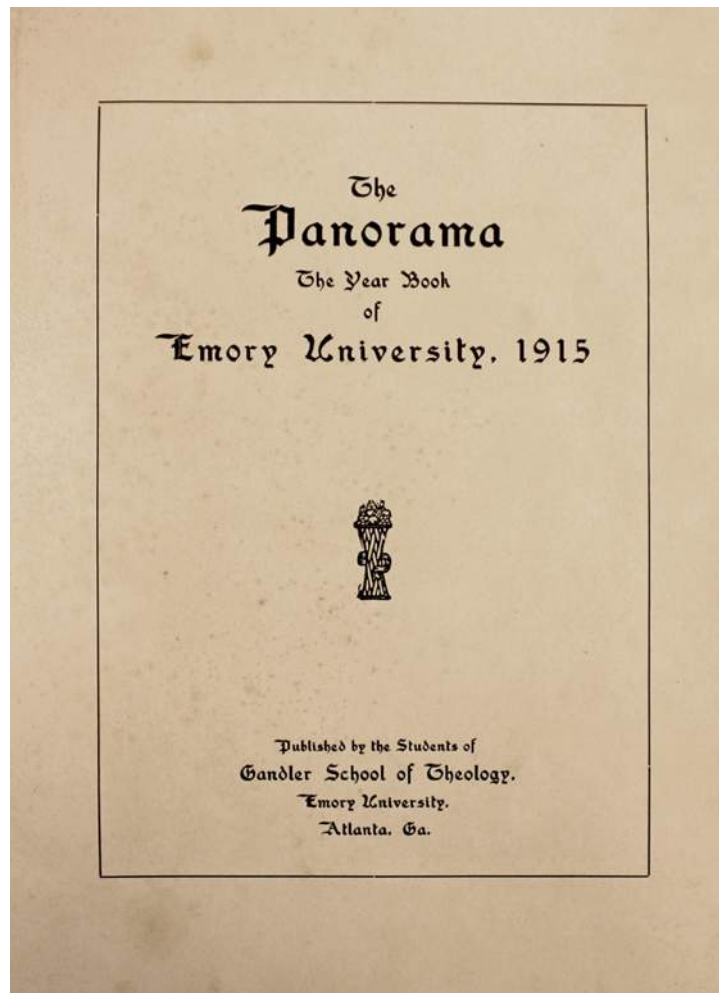 The
Panorama
The Year Book
of
Emory University, 1915
Published by the Students of
Candler School of Theology,
Emory University,
Atlanta, Ga.